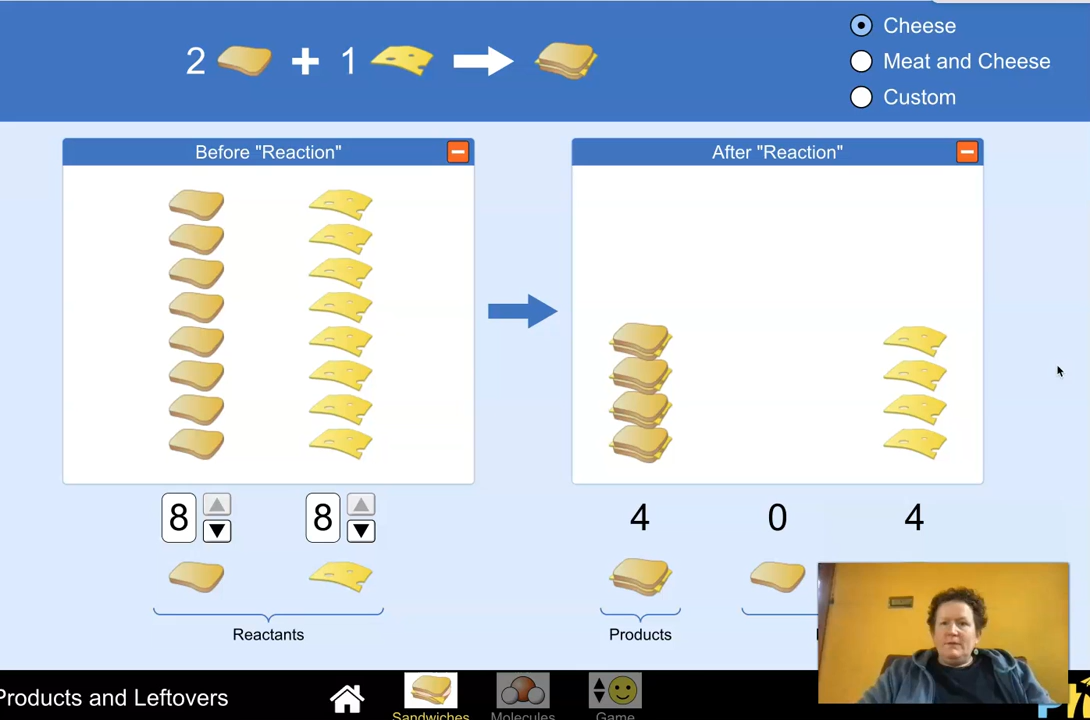 Cheese
2 + 1
Meat and Cheese
Custom
Before "Reaction"
After "Reaction"
8 8 4 0 4
Reactants
Products
Products and Leftovers
Sandwiches
Molecules
Game